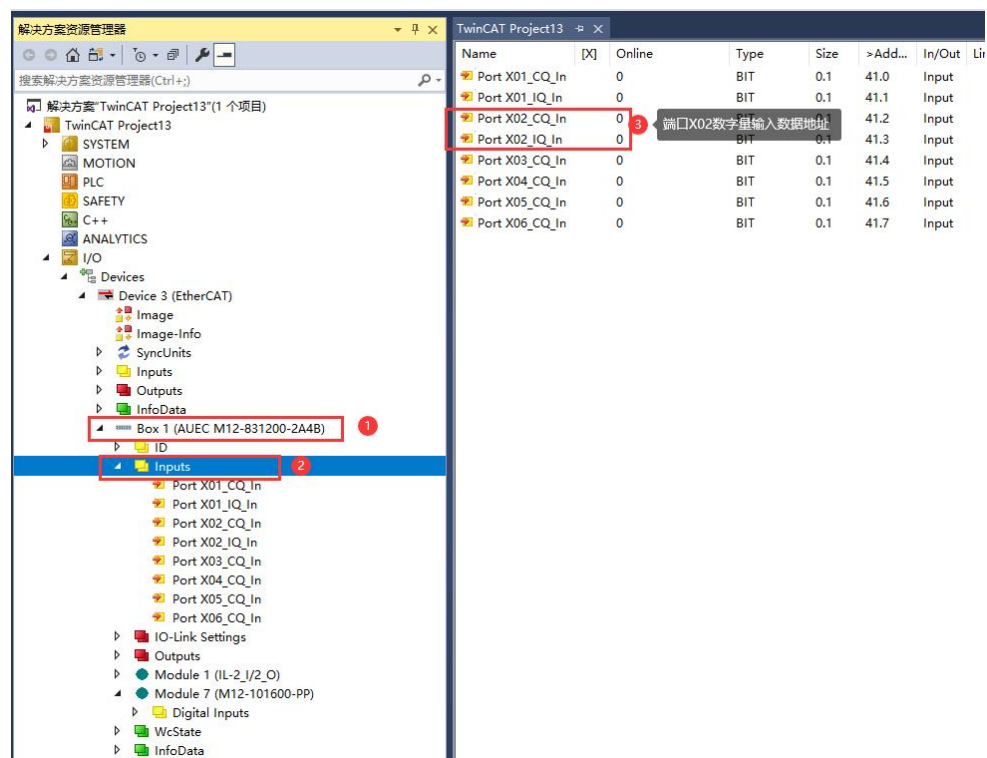 解决方案资源管理器
搜索解决方案资源管理器(Ctrl+;)
解决方案"TwinCAT Project13"(1 个项目)
TwinCAT Project13
SYSTEM
MOTION
PLC
SAFETY
C++
ANALYTICS
I/O
Devices
Device 3 (EtherCAT)
Image
Image-Info
SyncUnits
Inputs
Outputs
InfoData
Box 1 (AUEC M12-831200-2A4B) 1
ID
Inputs 2
Port X01_CQ_In
Port X01_IQ_In
Port X02_CQ_In
Port X02_IQ_In
Port X03_CQ_In
Port X04_CQ_In
Port X05_CQ_In
Port X06_CQ_In
IO-Link Settings
Outputs
Module 1 (IL-2_I/2_O)
Module 7 (M12-101600-PP)
Digital Inputs
WcState
InfoData
TwinCAT Project13
Name [X] Online Type Size >Add... In/Out Lin
Port X01_CQ_In 0 BIT 0.1 41.0 Input
Port X01_IQ_In 0 BIT 0.1 41.1 Input
Port X02_CQ_In 0 41.2 Input
3 端口X02数字量输入数据地址
Port X02_IQ_In 0 BIT 0.1 41.3 Input
Port X03_CQ_In 0 BIT 0.1 41.4 Input
Port X04_CQ_In 0 BIT 0.1 41.5 Input
Port X05_CQ_In 0 BIT 0.1 41.6 Input
Port X06_CQ_In 0 BIT 0.1 41.7 Input